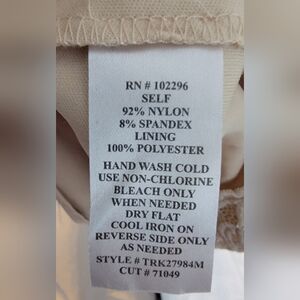 RN # 102296
SELF
92% NYLON
8% SPANDEX
LINING
100% POLYESTER
HAND WASH COLD
USE NON-CHLORINE
BLEACH ONLY
WHEN NEEDED
DRY FLAT
COOL IRON ON
REVERSE SIDE ONLY
AS NEEDED
STYLE # TRK27984M
CUT # 71049